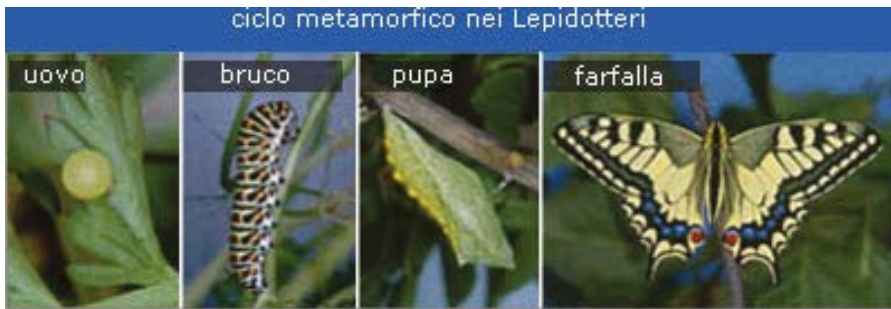 ciclo metamorfico nei Lepidotteri
uovo
bruco
pupa
farfalla